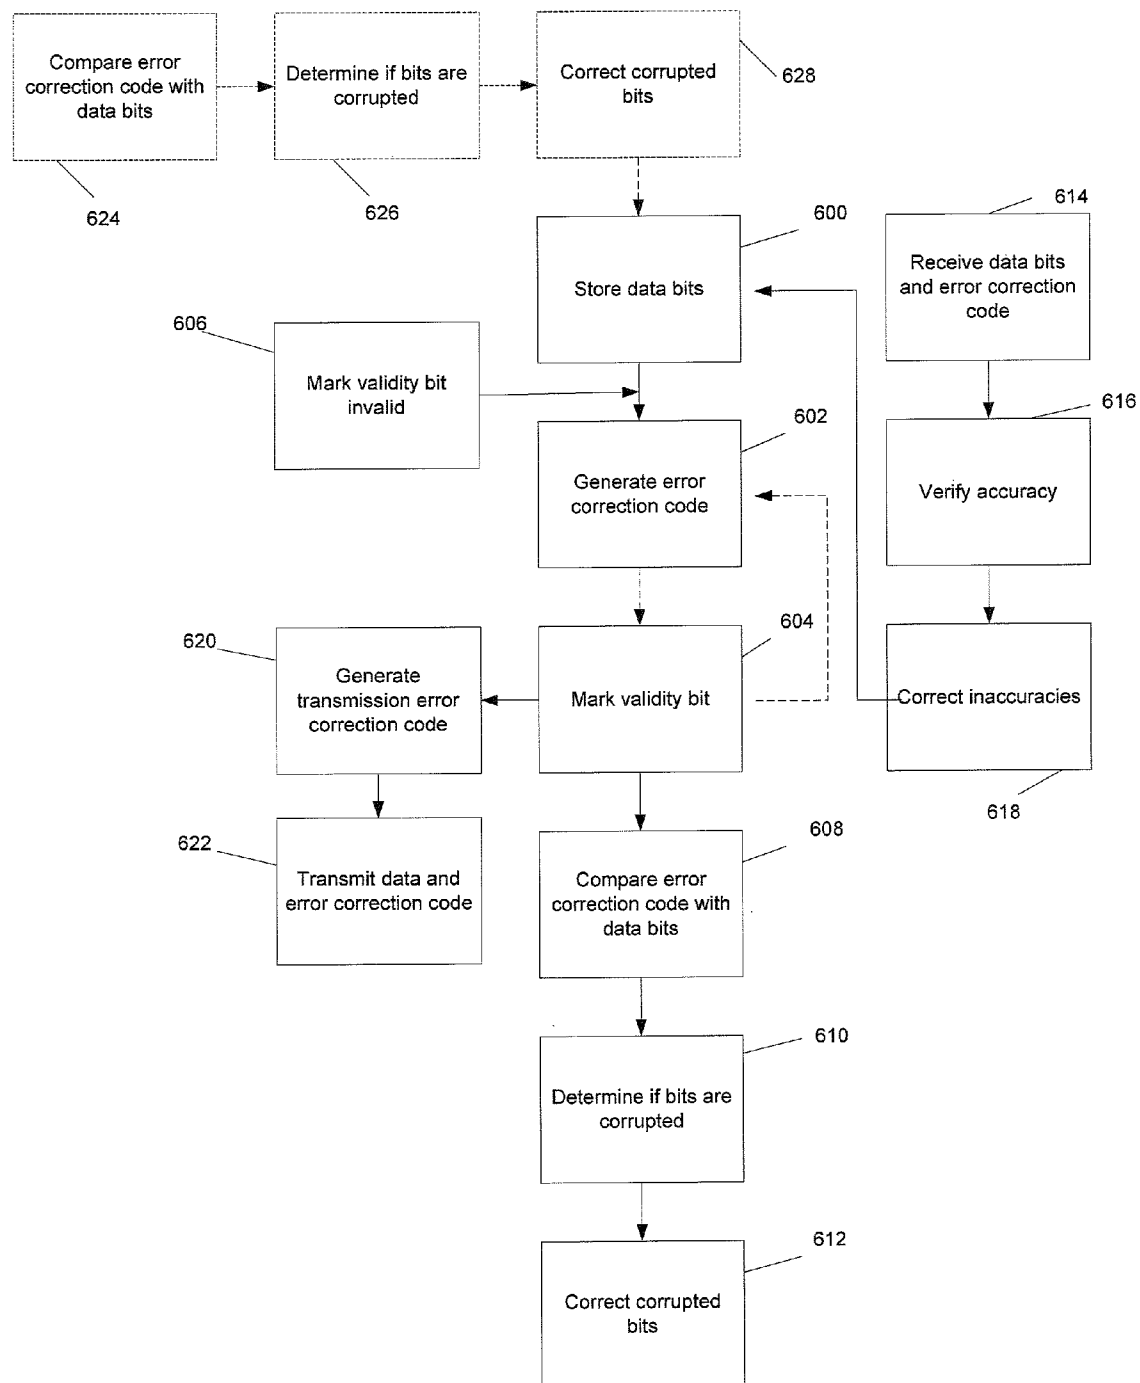 Compare error
correction code with
data bits
624
Determine if bits are
corrupted
626
Correct corrupted
bits
628
Store data bits
600
Receive data bits
and error correction
code
614
Mark validity bit
invalid
606
Generate error
correction code
602
Verify accuracy
616
Generate
transmission error
correction code
620
Mark validity bit
604
Correct inaccuracies
618
Transmit data and
error correction code
622
Compare error
correction code with
data bits
608
Determine if bits are
corrupted
610
Correct corrupted
bits
612